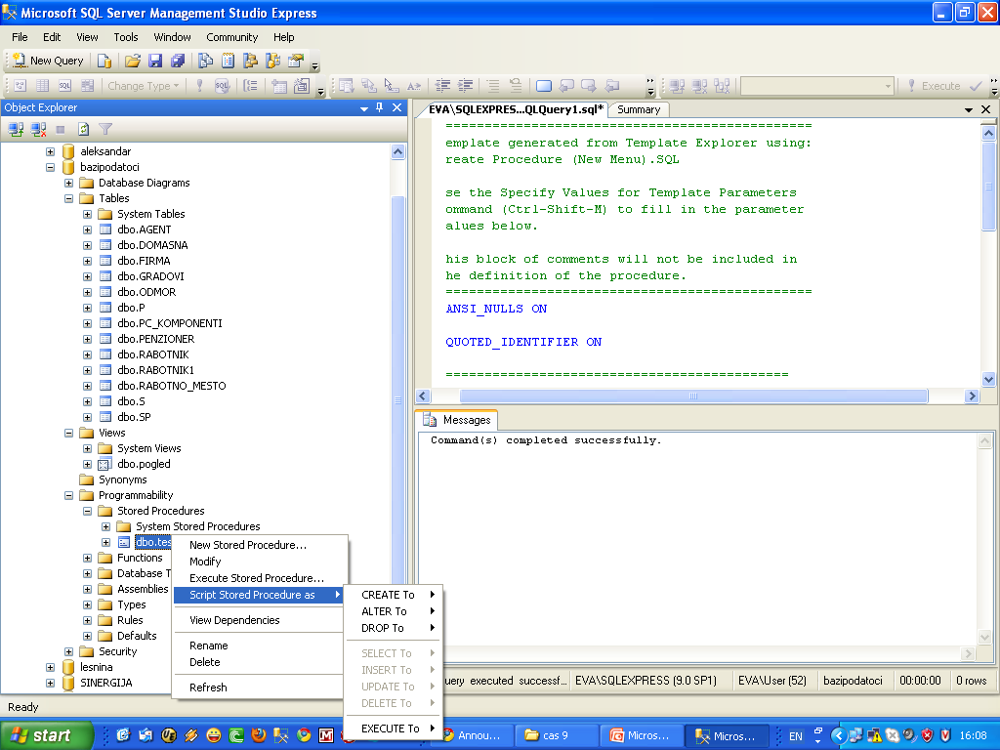 Microsoft SQL Server Management Studio Express
File Edit View Tools Window Community Help
New Query
Change Type
Execute
Object Explorer
EVA\SQLEXPRES...QLQuery1.sql* Summary
aleksandar
bazipodatoci
Database Diagrams
Tables
System Tables
dbo.AGENT
dbo.DOMASNA
dbo.FIRMA
dbo.GRADOVI
dbo.ODMOR
dbo.P
dbo.PC_KOMPONENTI
dbo.PENZIONER
dbo.RABOTNIK
dbo.RABOTNIK1
dbo.RABOTNO_MESTO
dbo.S
dbo.SP
Views
System Views
dbo.pogled
Synonyms
Programmability
Stored Procedures
System Stored Procedures
dbo.tes
Functions
Database T
Assemblies
Types
Rules
Defaults
Security
lesnina
SINERGIJA
New Stored Procedure...
Modify
Execute Stored Procedure...
Script Stored Procedure as
View Dependencies
Rename
Delete
Refresh
CREATE To
ALTER To
DROP To
SELECT To
INSERT To
UPDATE To
DELETE To
EXECUTE To
===============================================
emplate generated from Template Explorer using:
reate Procedure (New Menu).SQL
se the Specify Values for Template Parameters
ommand (Ctrl-Shift-M) to fill in the parameter
alues below.
his block of comments will not be included in
he definition of the procedure.
===============================================
ANSI_NULLS ON
QUOTED_IDENTIFIER ON
============================================
Messages
Command(s) completed successfully.
uery executed successf... EVA\SQLEXPRESS (9.0 SP1) EVA\User (52) bazipodatoci 00:00:00 0 rows
Ready
start Annou... cas 9 Micros... Micros... EN 16:08